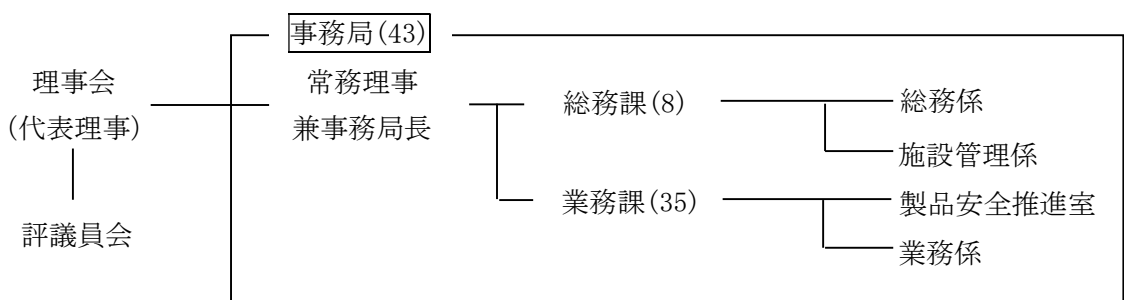 事務局(43)
理事会
(代表理事)
評議員会
常務理事
兼事務局長
総務課(8)
総務係
施設管理係
業務課(35)
製品安全推進室
業務係